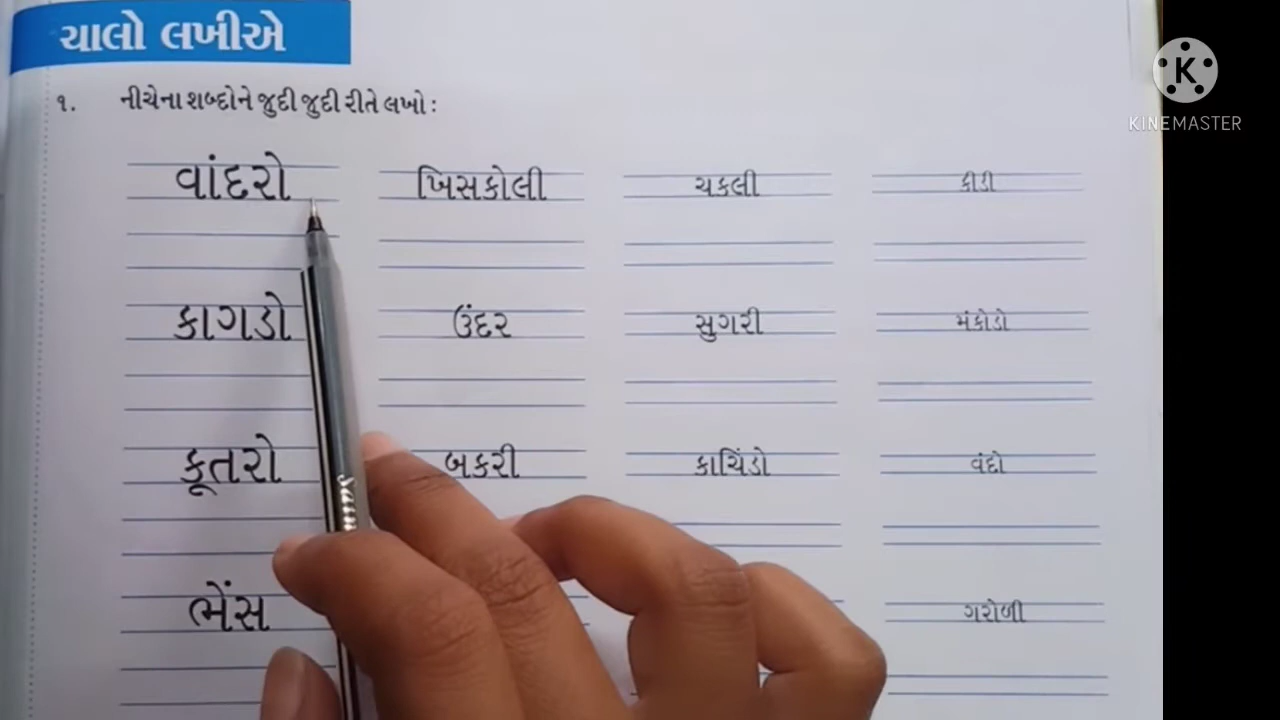 ચાલો લખીએ
૧. નીચેના શબ્દોને જુદી જુદી રીતે લખો :
વાંદરો ખિસકોલી ચકલી કીડી
કાગડો ઉંદર સુગરી મંકોડો
કૂતરો બકરી કાચિંડો વંદો
ભેંસ ગરોળી
K
KINEMASTER